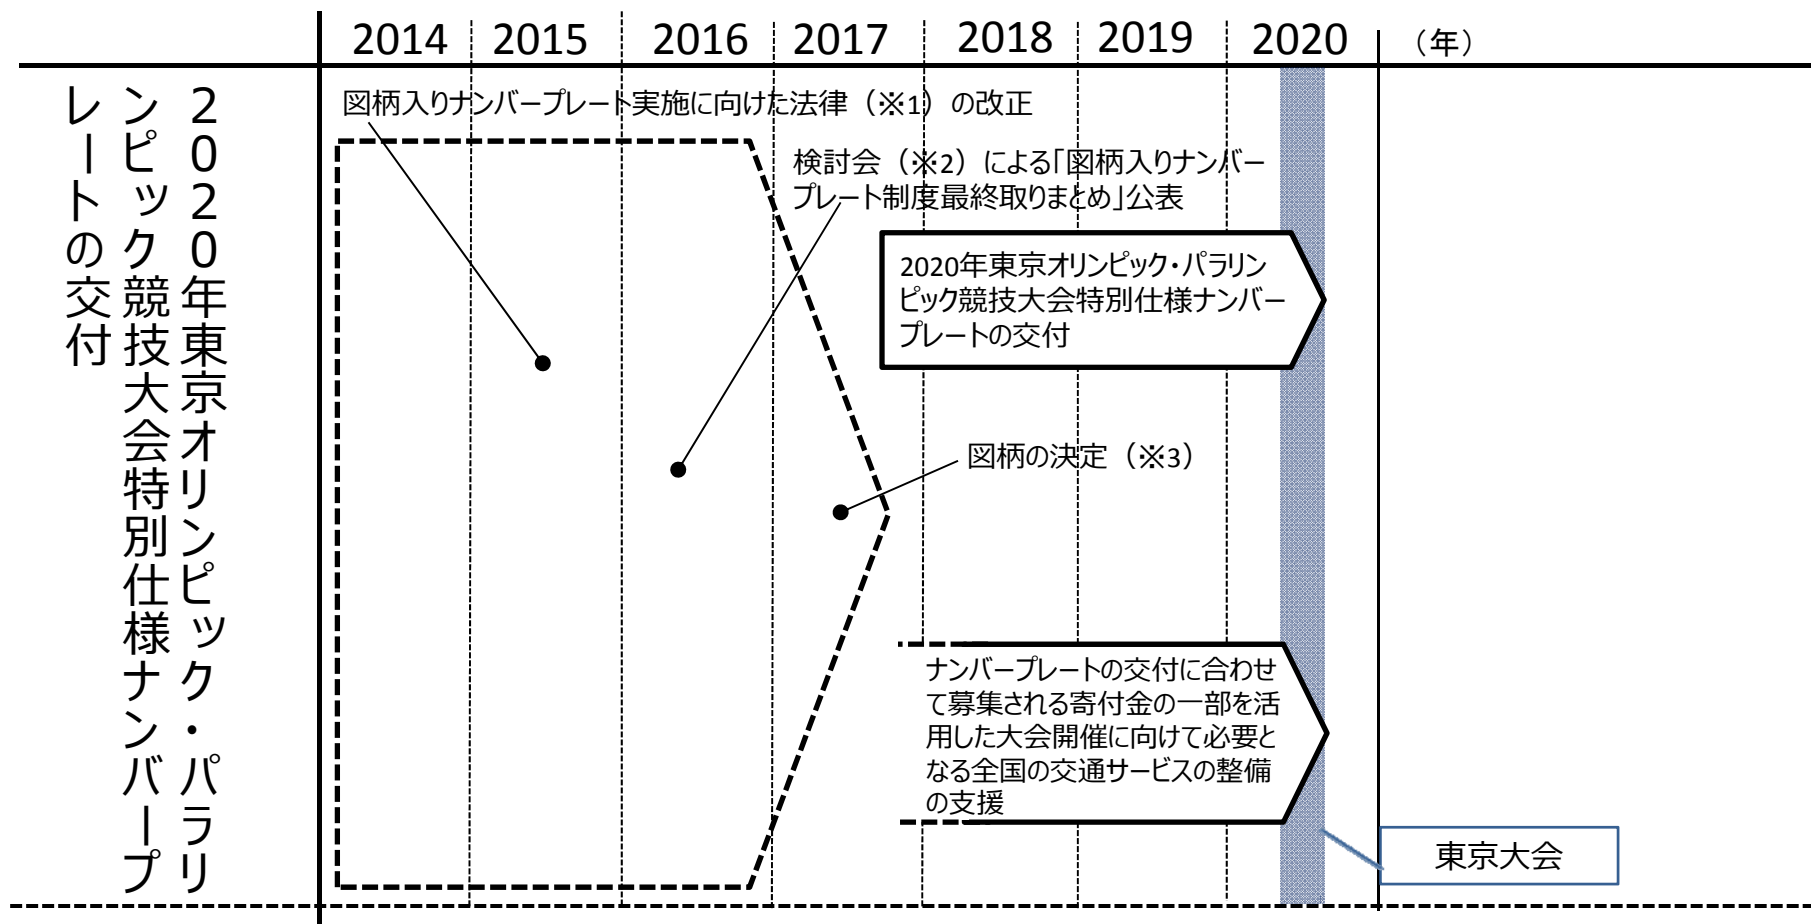 2014 2015 2016 2017 2018 2019 2020 （年）
２０２０年東京オリンピック・パラリ
ンピック競技大会特別仕様ナンバープ
レートの交付
図柄入りナンバープレート実施に向けた法律（※1）の改正
検討会（※2）による「図柄入りナンバー
プレート制度最終取りまとめ」公表
2020年東京オリンピック・パラリン
ピック競技大会特別仕様ナンバー
プレートの交付
図柄の決定（※3）
ナンバープレートの交付に合わせ
て募集される寄付金の一部を活
用した大会開催に向けて必要と
なる全国の交通サービスの整備
の支援
東京大会